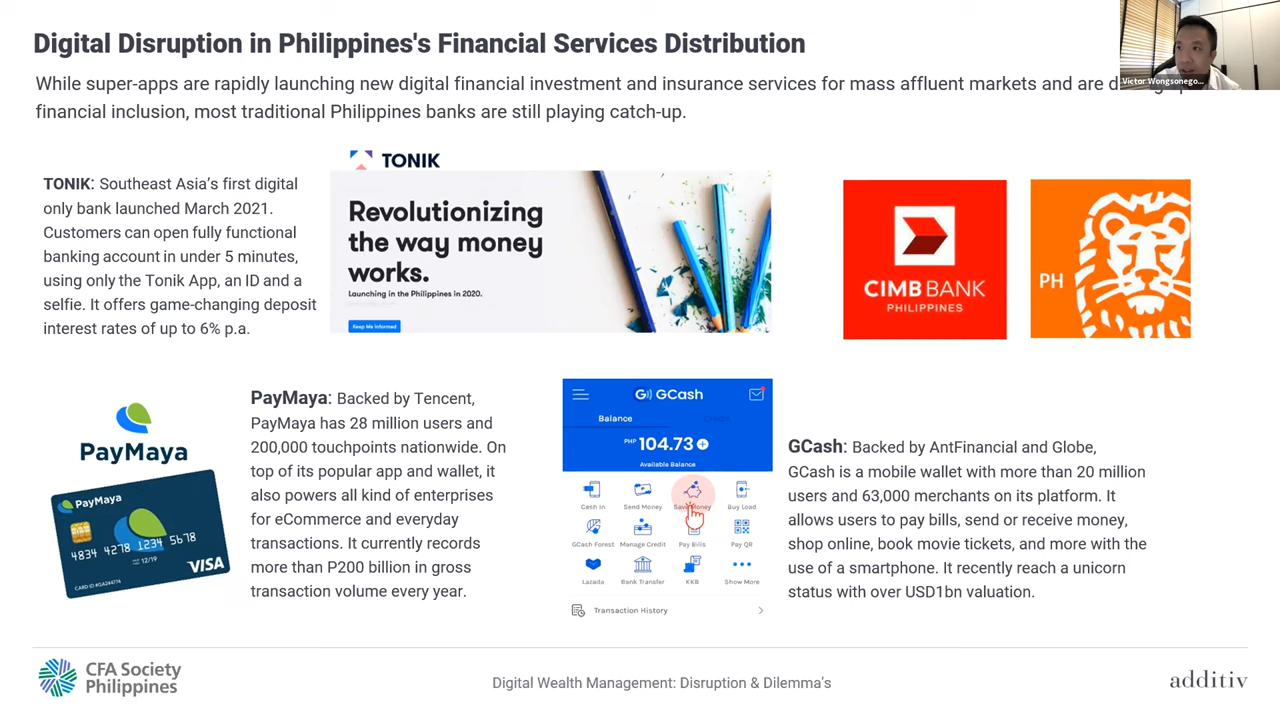 Digital Disruption in Philippines's Financial Services Distribution
While super-apps are rapidly launching new digital financial investment and insurance services for mass affluent markets and are d
financial inclusion, most traditional Philippines banks are still playing catch-up.
Victor Wongsonego...
TONIK: Southeast Asia's first digital
only bank launched March 2021.
Customers can open fully functional
banking account in under 5 minutes,
using only the Tonik App, an ID and a
selfie. It offers game-changing deposit
interest rates of up to 6% p.a.
TONIK
Revolutionizing
the way money
works.
Launching in the Philippines in 2020.
Keep Me Informed
CIMB BANK
PHILIPPINES
PH
PayMaya
PayMaya
4834 4278 1234 5678
12/19
CARD ID #GA244774
VISA
PayMaya: Backed by Tencent,
PayMaya has 28 million users and
200,000 touchpoints nationwide. On
top of its popular app and wallet, it
also powers all kind of enterprises
for eCommerce and everyday
transactions. It currently records
more than P200 billion in gross
transaction volume every year.
GCash
Balance
PHP 104.73
Available Balance
Cash In Send Money Save Money Buy Load
GCash Forest Manage Credit Pay Bills Pay QR
Lazada Bank Transfer KKB Show More
Transaction History
GCash: Backed by AntFinancial and Globe,
GCash is a mobile wallet with more than 20 million
users and 63,000 merchants on its platform. It
allows users to pay bills, send or receive money,
shop online, book movie tickets, and more with the
use of a smartphone. It recently reach a unicorn
status with over USD1bn valuation.
CFA Society
Philippines
Digital Wealth Management: Disruption & Dilemma's
additiv